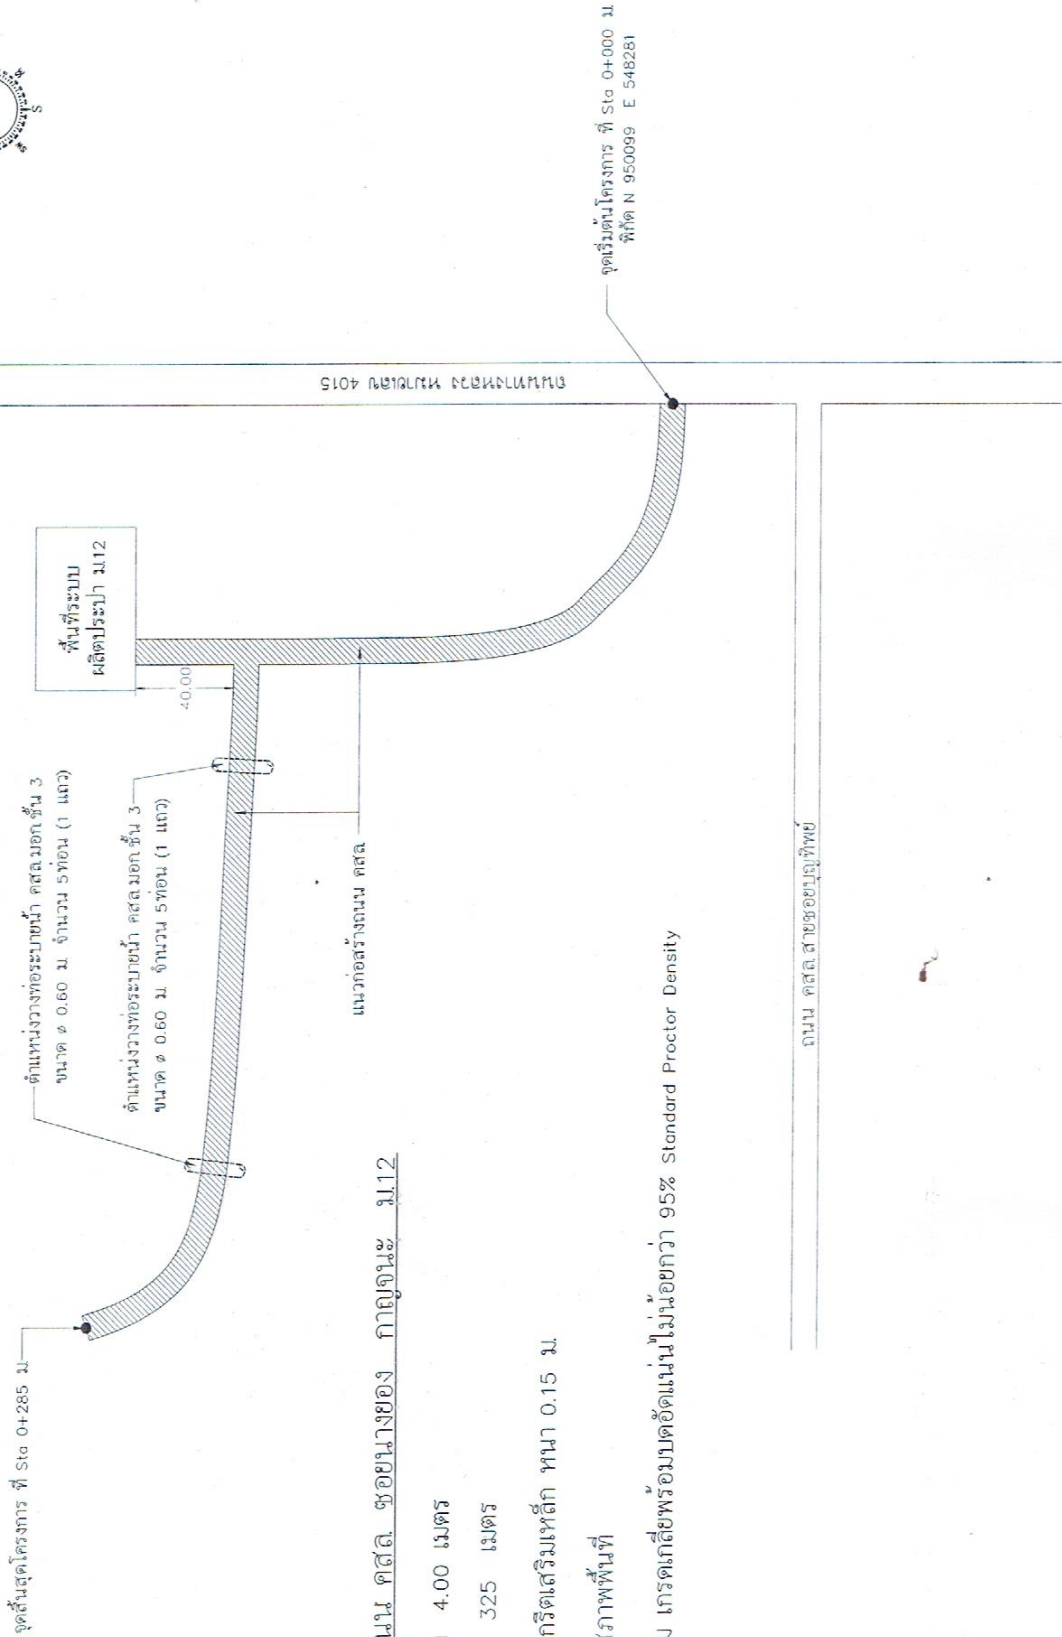 จุดสิ้นสุดโครงการ ที่ Sta 0+285 ม.
ตำแหน่งวางท่อระบายน้ำ คสล.มอก.ชั้น 3
ขนาด ø 0.60 ม. จำนวน 5ท่อน (1 แถว)
ตำแหน่งวางท่อระบายน้ำ คสล.มอก.ชั้น 3
ขนาด ø 0.60 ม. จำนวน 5ท่อน (1 แถว)
พื้นที่ระบบ
ผลิตประปา ม.12
40.00
S
แนวก่อสร้างถนน คสล.
ถนนทางหลวง หมายเลข 4015
จุดเริ่มต้นโครงการ ที่ Sta 0+000 ม.
พิกัด N 950099 E 548281
คสล. ซอยนางยอง กาญจนะ ม.12
4.00 เมตร
325 เมตร
กรีตเสริมเหล็ก หนา 0.15 ม.
ภาพพื้นที่
เกรดเกลี่ยพร้อมบดอัดแน่นไม่น้อยกว่า 95% Standard Proctor Density
ถนน คสล.สายซอยบุญทิพย์